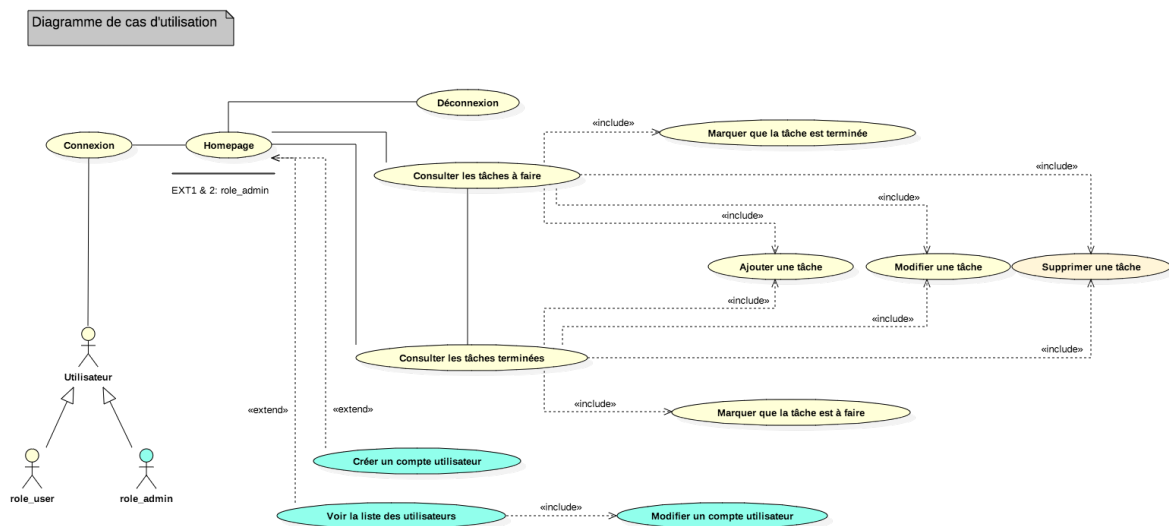 Diagramme de cas d'utilisation
Déconnexion
«include»
Marquer que la tâche est terminée
Connexion
Homepage
«include»
Consulter les tâches à faire
EXT1 & 2: role_admin
«include»
«include»
Ajouter une tâche
Modifier une tâche
Supprimer une tâche
«include»
«include»
«include»
Consulter les tâches terminées
Utilisateur
«include»
Marquer que la tâche est à faire
«extend»
«extend»
Créer un compte utilisateur
role_user
role_admin
«include»
Voir la liste des utilisateurs
Modifier un compte utilisateur